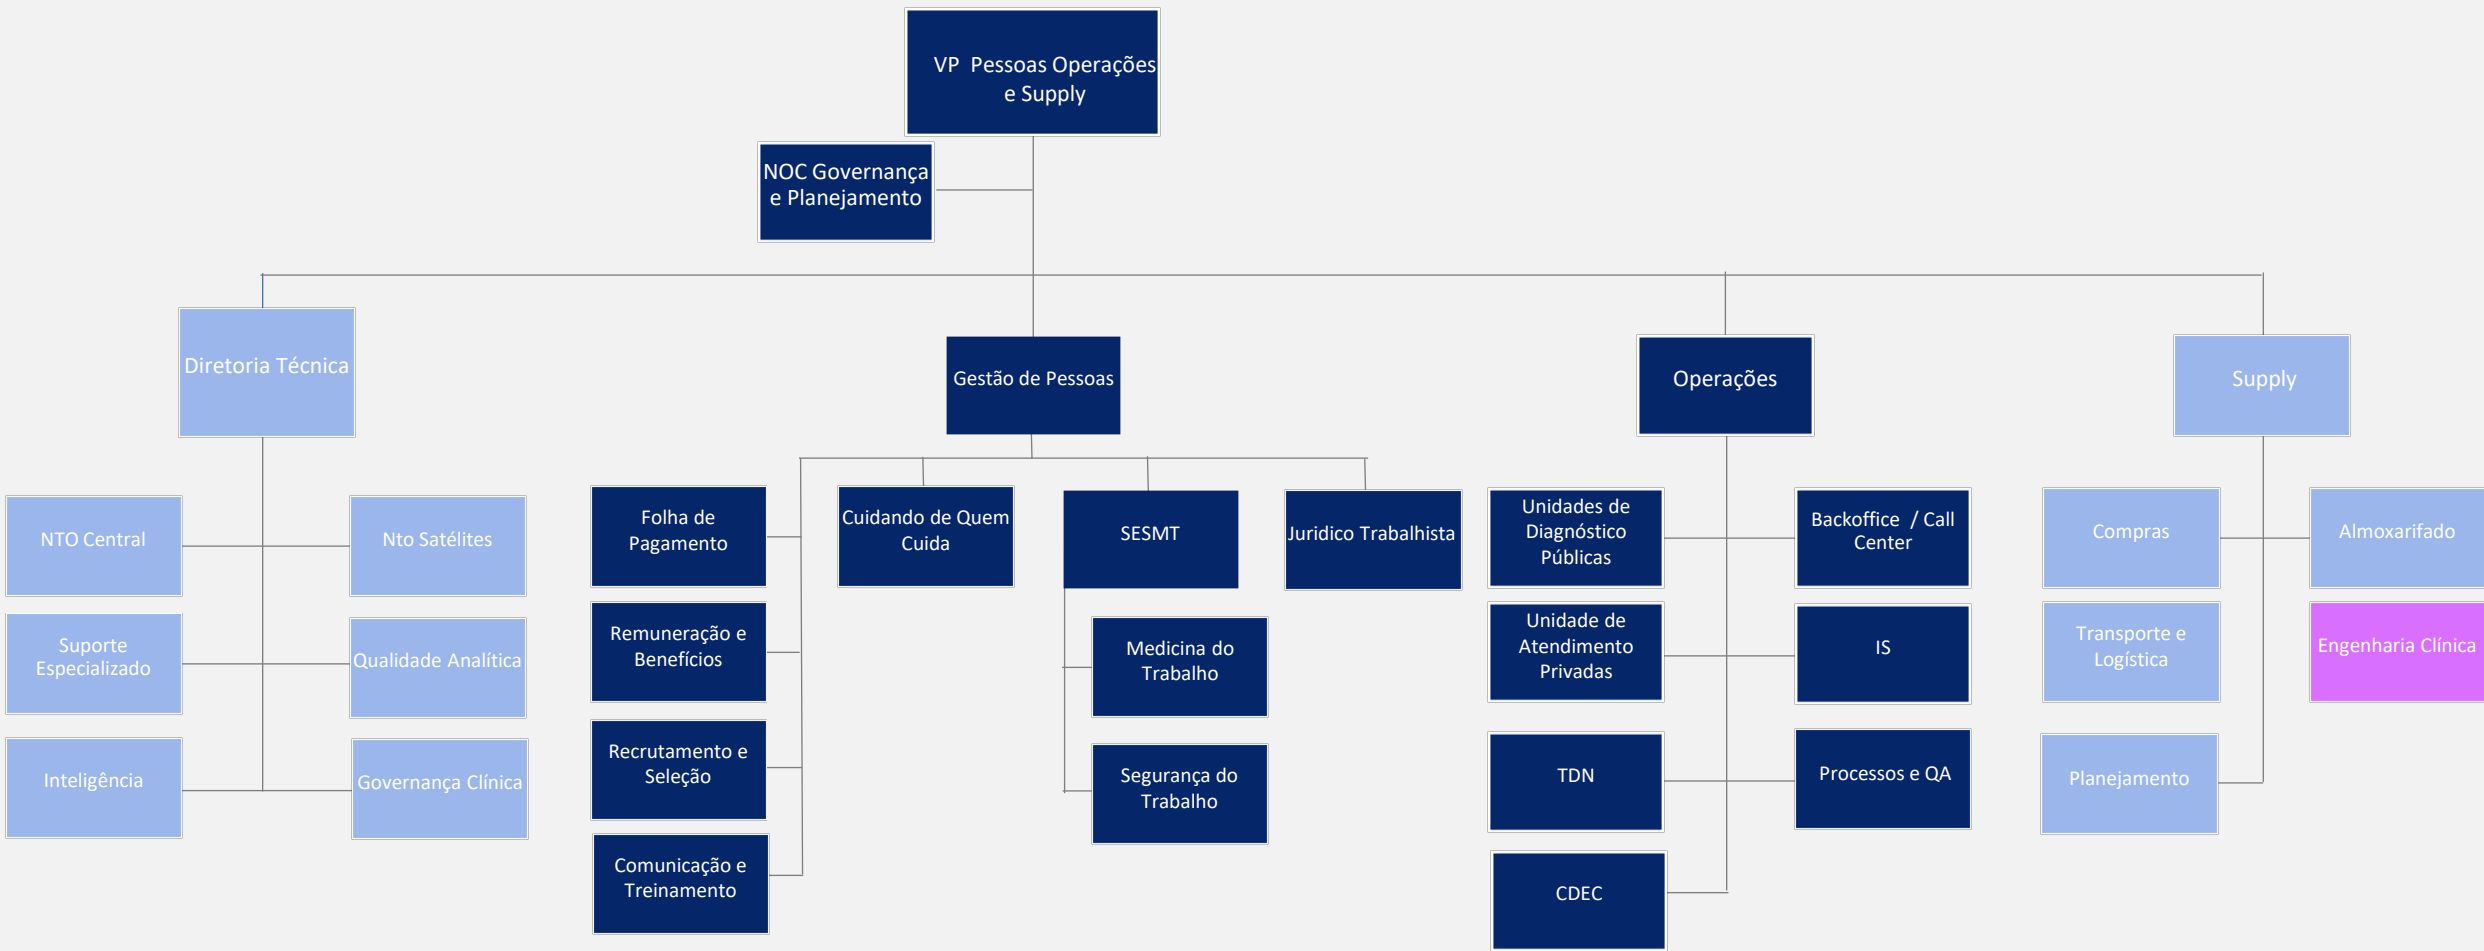 VP Pessoas Operações
e Supply
NOC Governança
e Planejamento
Diretoria Técnica
Gestão de Pessoas
Operações
Supply
NTO Central
Nto Satélites
Suporte
Especializado
Qualidade Analítica
Inteligência
Governança Clínica
Folha de
Pagamento
Cuidando de Quem
Cuida
SESMT
Juridico Trabalhista
Remuneração e
Benefícios
Recrutamento e
Seleção
Comunicação e
Treinamento
Medicina do
Trabalho
Segurança do
Trabalho
Unidades de
Diagnóstico
Públicas
Backoffice / Call
Center
Unidade de
Atendimento
Privadas
IS
TDN
Processos e QA
CDEC
Compras
Almoxarifado
Transporte e
Logística
Engenharia Clínica
Planejamento